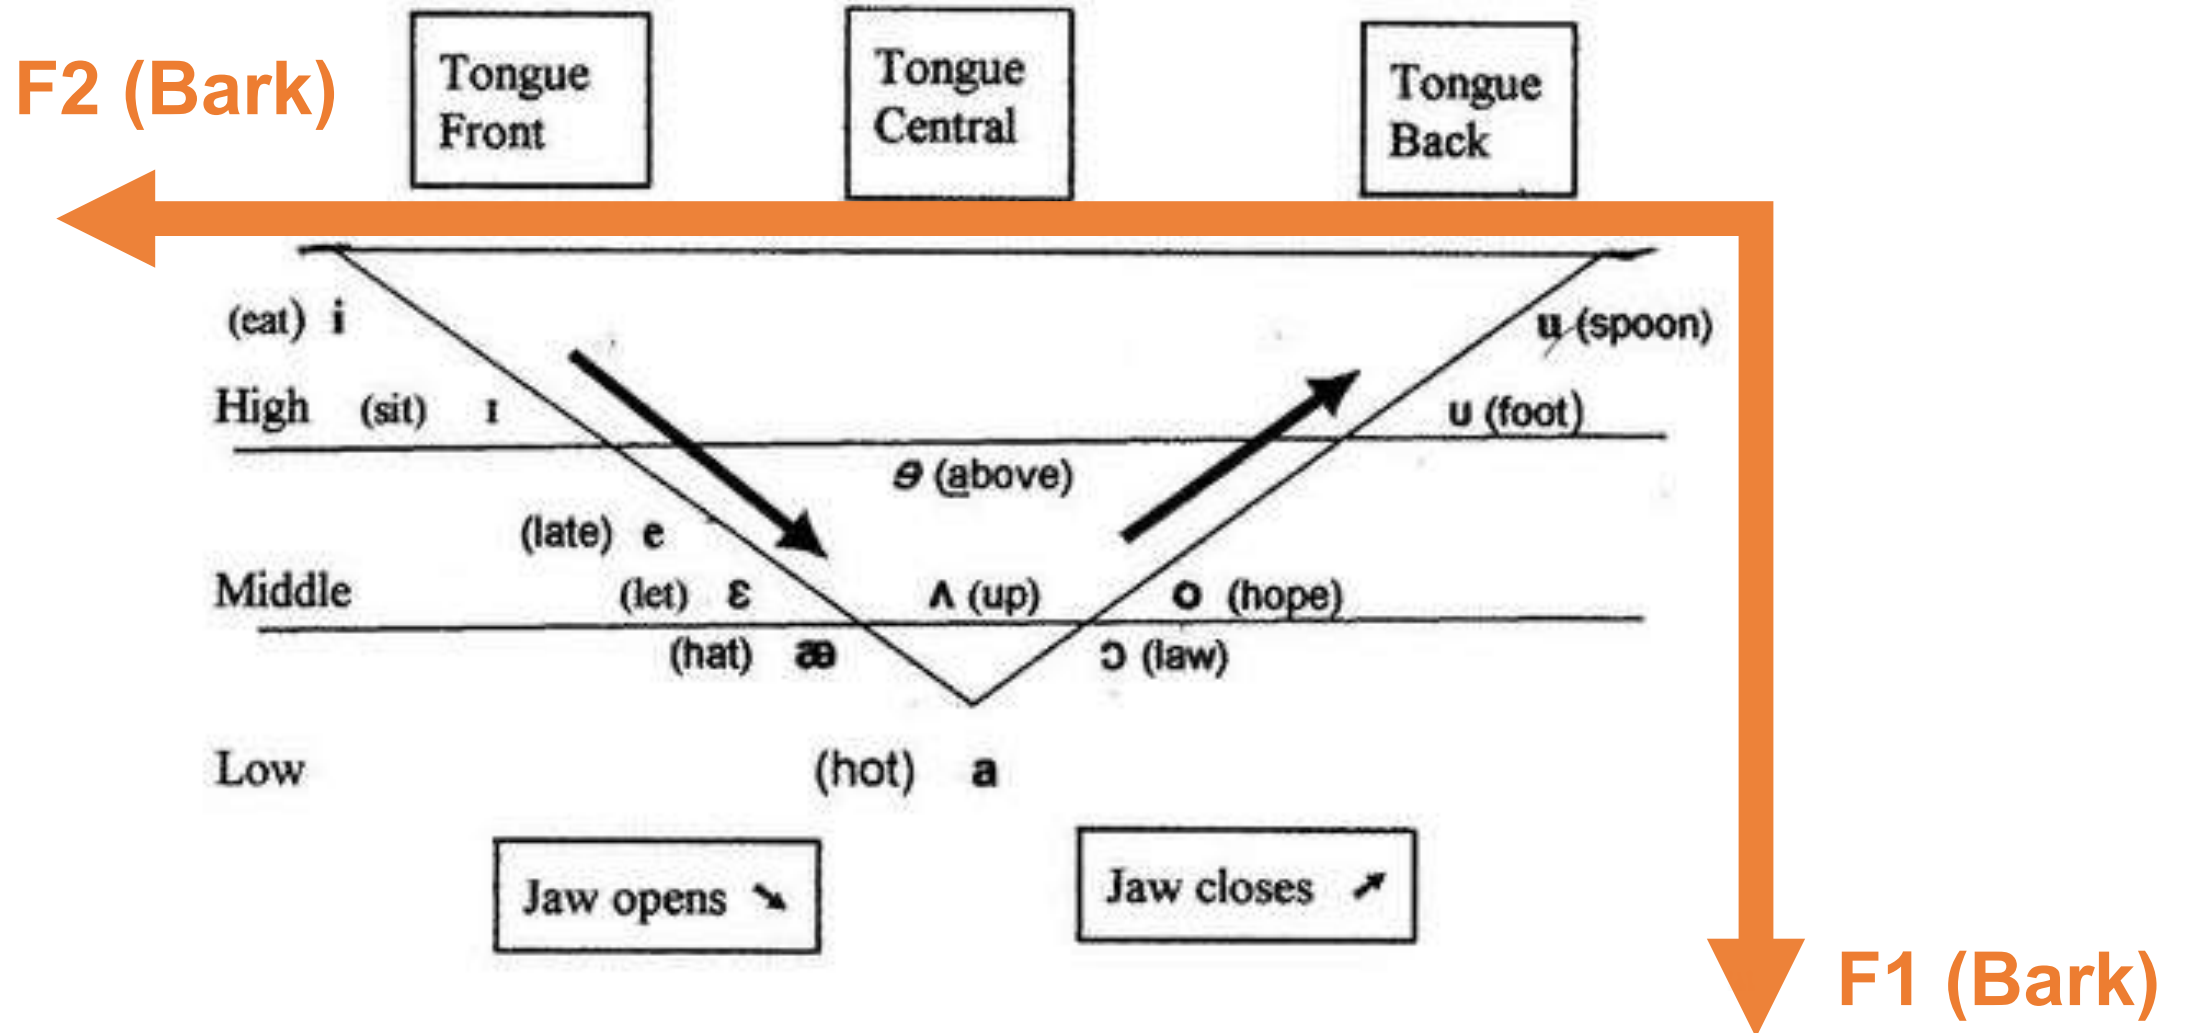 F2 (Bark)
Tongue
Front
Tongue
Central
Tongue
Back
(eat) i
u (spoon)
High (sit) ɪ
ʊ (foot)
ɘ (above)
(late) e
Middle (let) ɛ ʌ (up) o (hope)
(hat) æ ɔ (law)
Low (hot) a
Jaw opens ➘
Jaw closes ➚
F1 (Bark)